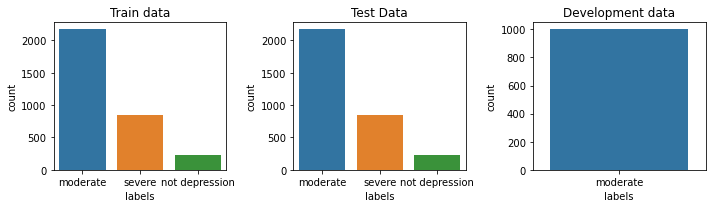 Train data
count
2000
1500
1000
500
0
moderate severe not depression
labels
Test Data
count
2000
1500
1000
500
0
moderate severe not depression
labels
Development data
count
1000
800
600
400
200
0
moderate
labels